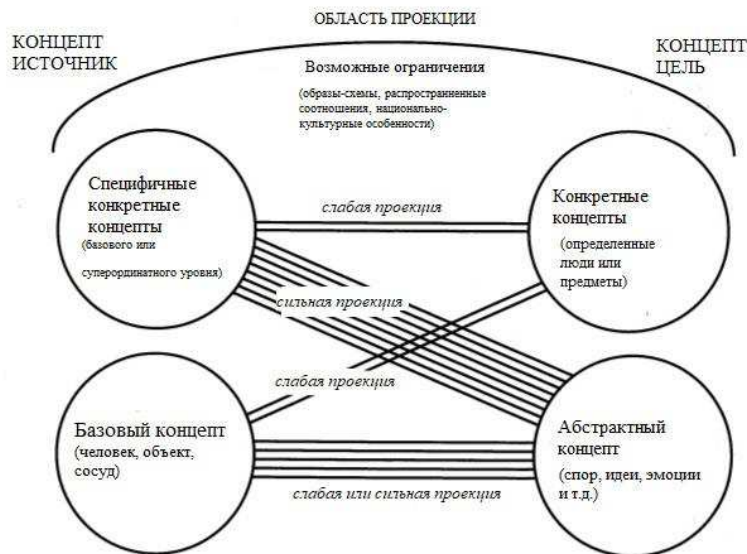 ОБЛАСТЬ ПРОЕКЦИИ
КОНЦЕПТ
ИСТОЧНИК
КОНЦЕПТ
ЦЕЛЬ
Возможные ограничения
(образы-схемы, распространенные
соотношения, национально-
культурные особенности)
Специфичные
конкретные
концепты
(базового или
суперординатного уровня)
слабая проекция
Конкретные
концепты
(определенные
люди или
предметы)
сильная проекция
слабая проекция
Базовый концепт
(человек, объект,
сосуд)
Абстрактный
концепт
(спор, идеи, эмоции
и т.д.)
слабая или сильная проекция